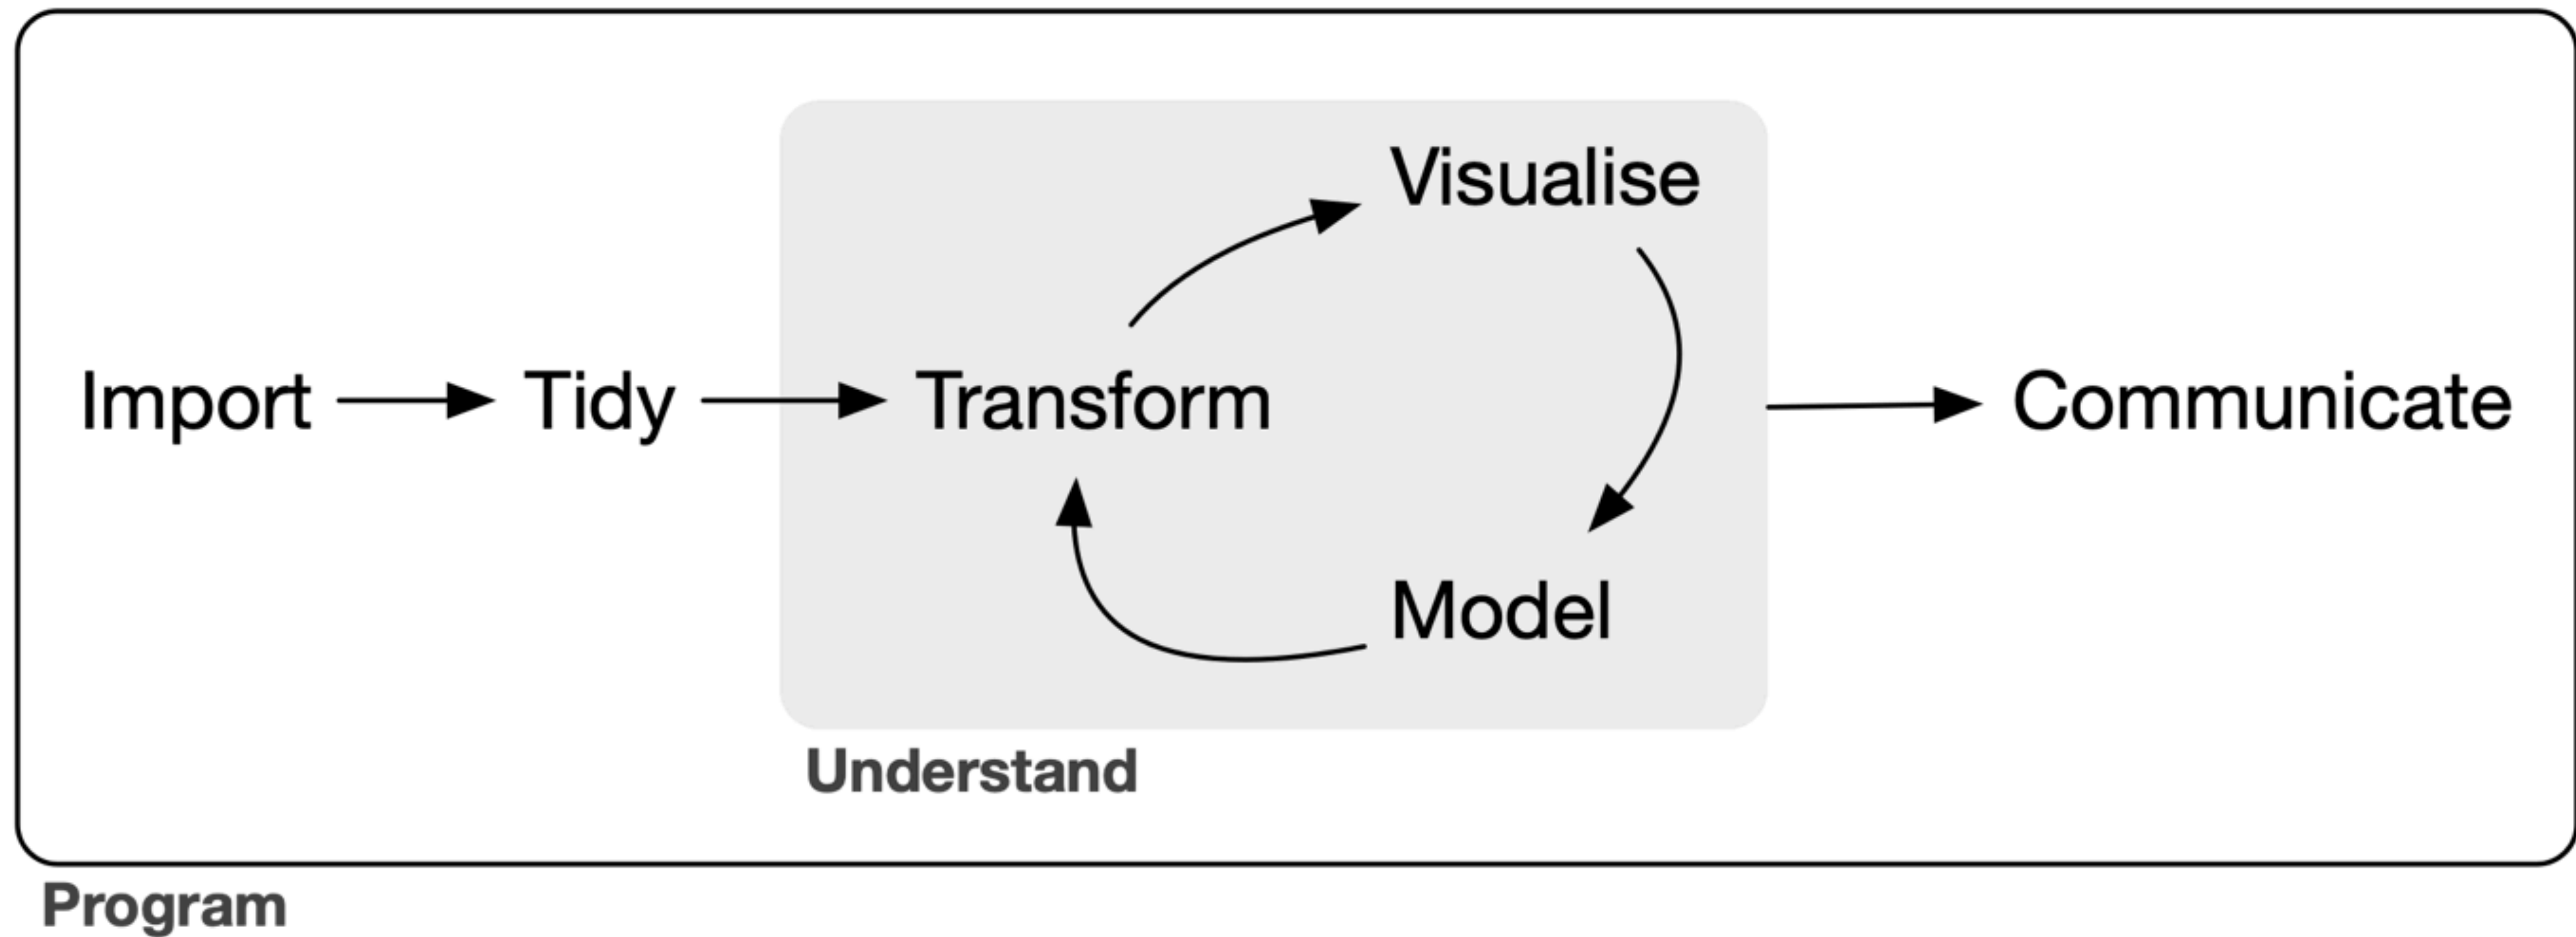 Visualise
Import
Tidy
Transform
Communicate
Model
Understand
Program